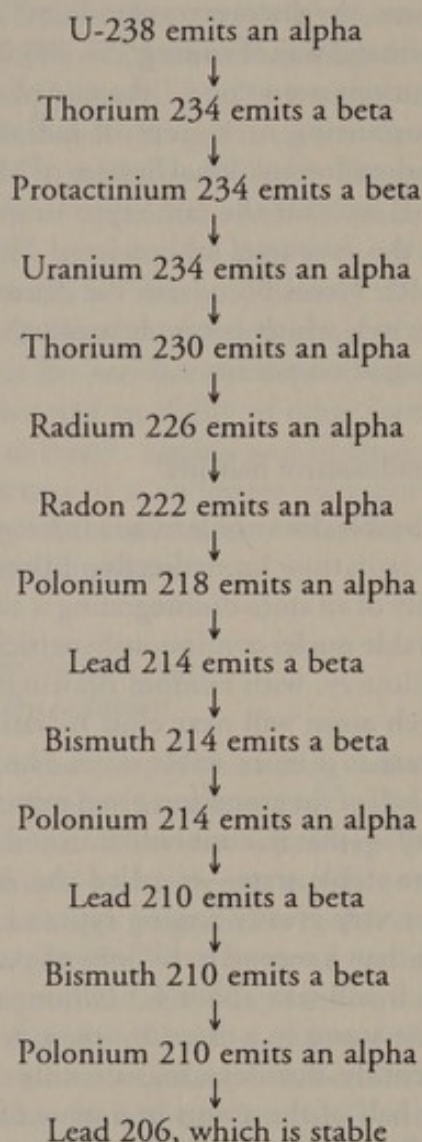 U-238 emits an alpha
↓
Thorium 234 emits a beta
↓
Protactinium 234 emits a beta
↓
Uranium 234 emits an alpha
↓
Thorium 230 emits an alpha
↓
Radium 226 emits an alpha
↓
Radon 222 emits an alpha
↓
Polonium 218 emits an alpha
↓
Lead 214 emits a beta
↓
Bismuth 214 emits a beta
↓
Polonium 214 emits an alpha
↓
Lead 210 emits a beta
↓
Bismuth 210 emits a beta
↓
Polonium 210 emits an alpha
↓
Lead 206, which is stable